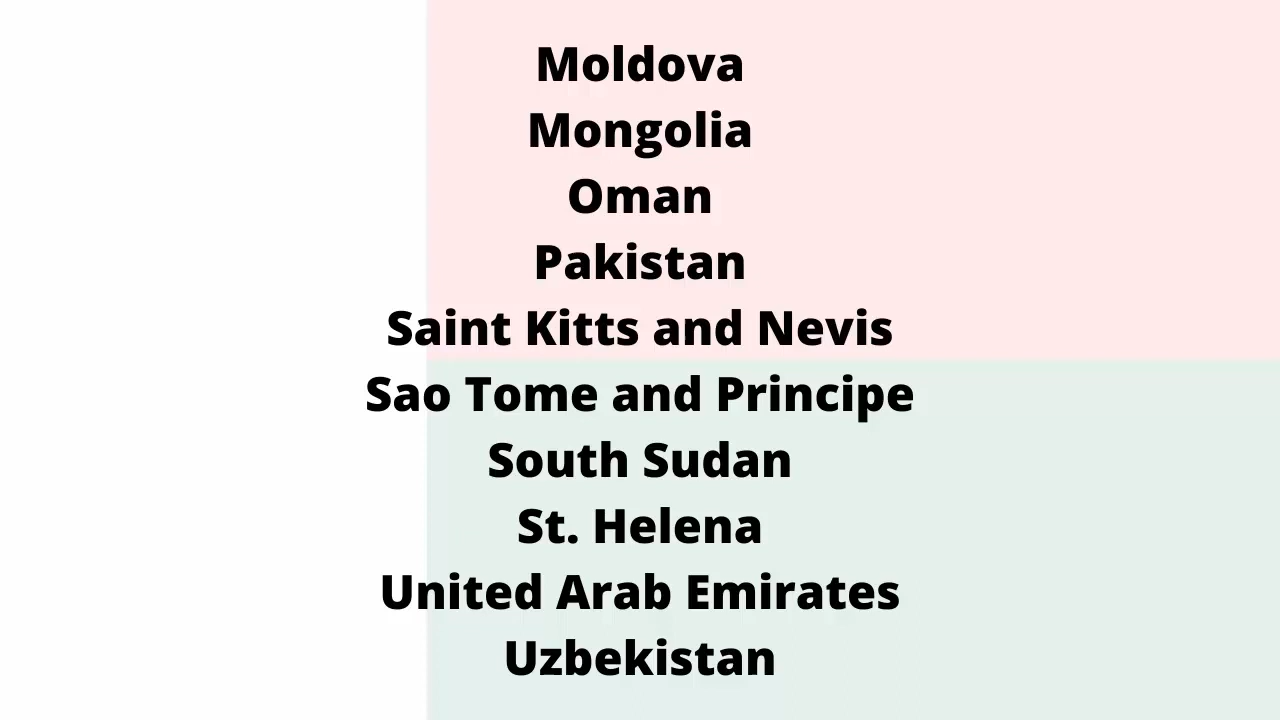 Moldova
Mongolia
Oman
Pakistan
Saint Kitts and Nevis
Sao Tome and Principe
South Sudan
St. Helena
United Arab Emirates
Uzbekistan